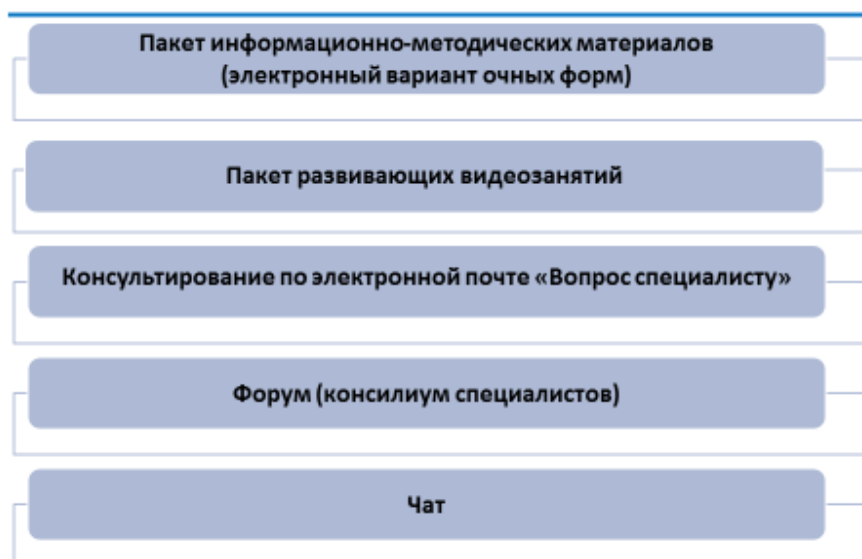 Пакет информационно-методических материалов
(электронный вариант очных форм)
Пакет развивающих видеозанятий
Консультирование по электронной почте «Вопрос специалисту»
Форум (консилиум специалистов)
Чат